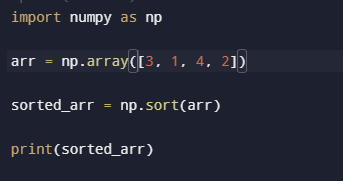 import numpy as np
arr = np.array([3, 1, 4, 2])
sorted_arr = np.sort(arr)
print(sorted_arr)